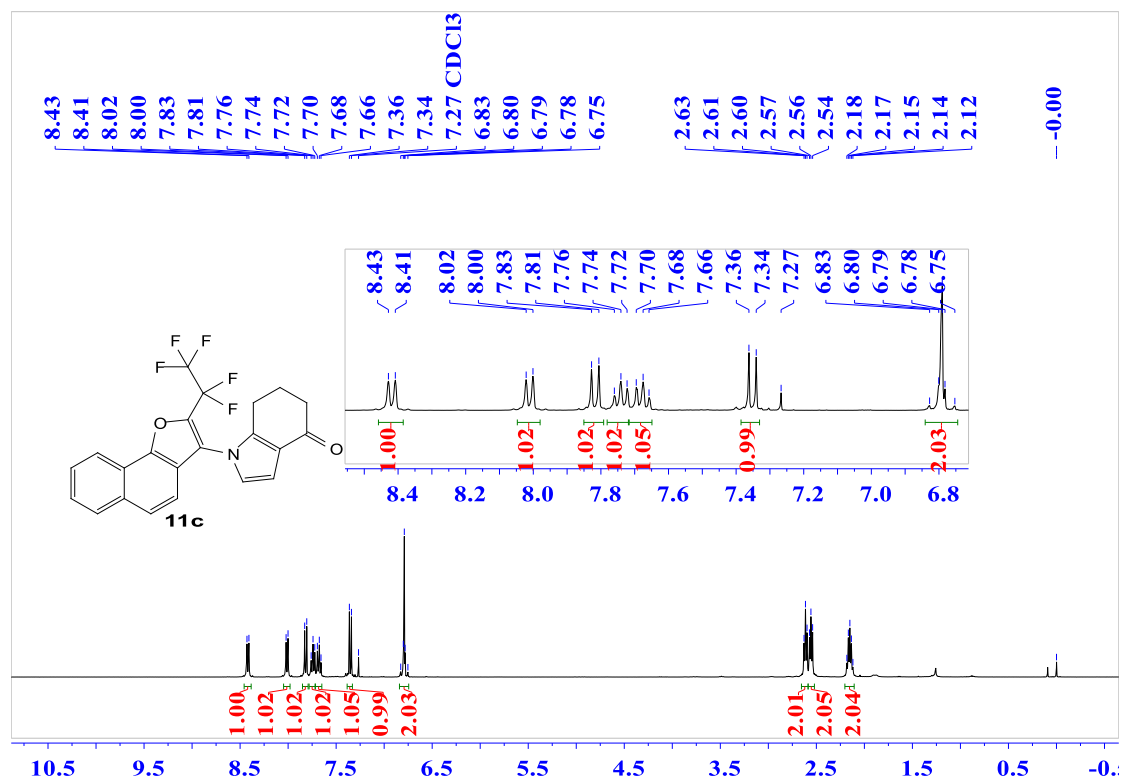 8.43 8.41 8.02 8.00 7.83 7.81 7.76 7.74 7.72 7.70 7.68 7.66 7.36 7.34 7.27 CDCl3 6.83 6.80 6.79 6.78 6.75 2.63 2.61 2.60 2.57 2.56 2.54 2.18 2.17 2.15 2.14 2.12 -0.00
8.43 8.41 8.02 8.00 7.83 7.81 7.76 7.74 7.72 7.70 7.68 7.66 7.36 7.34 7.27 6.83 6.80 6.79 6.78 6.75
1.00 1.02 1.02 1.02 1.05 0.99 2.03
8.4 8.2 8.0 7.8 7.6 7.4 7.2 7.0 6.8
F F
F F
F
O
N O
11c
1.00 1.02 1.02 1.02 1.05 0.99 2.03 2.01 2.05 2.04
10.5 9.5 8.5 7.5 6.5 5.5 4.5 3.5 2.5 1.5 0.5